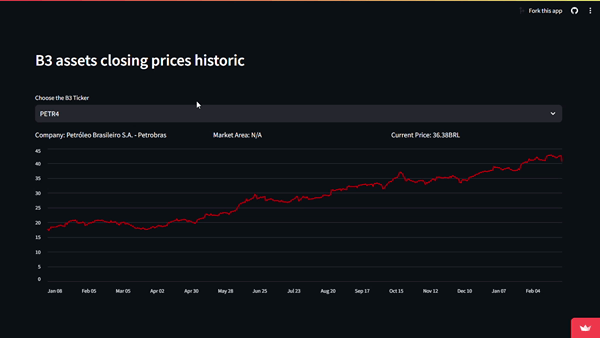 Fork this app
B3 assets closing prices historic
Choose the B3 Ticker
PETR4
Company: Petróleo Brasileiro S.A. - Petrobras Market Area: N/A Current Price: 36.38BRL
45
40
35
30
25
20
15
10
5
0
Jan 08 Feb 05 Mar 05 Apr 02 Apr 30 May 28 Jun 25 Jul 23 Aug 20 Sep 17 Oct 15 Nov 12 Dec 10 Jan 07 Feb 04